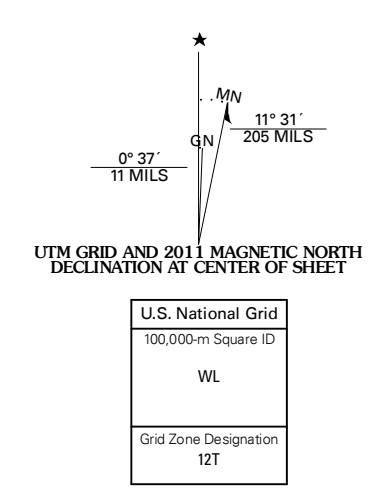 ★
MN
11° 31´
205 MILS
GN
0° 37´
11 MILS
UTM GRID AND 2011 MAGNETIC NORTH
DECLINATION AT CENTER OF SHEET
U.S. National Grid
100,000-m Square ID
WL
Grid Zone Designation
12T